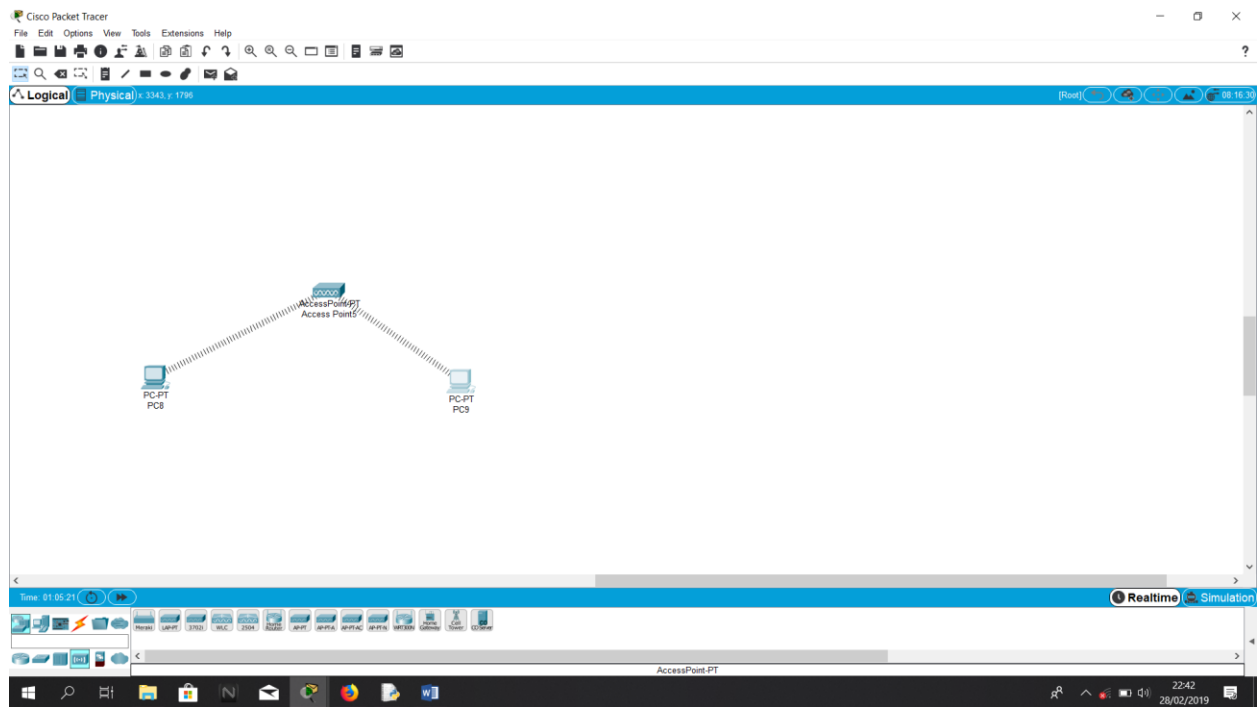 Cisco Packet Tracer
File Edit Options View Tools Extensions Help
?
Logical Physical x: 3343, y: 1796 [Root] 08:16:30
AccessPoint-PT
Access Point5
PC-PT
PC8
PC-PT
PC9
Time: 01:05:21 Realtime Simulation
Meraki LAP-PT 3702i WLC 2504 Home Router AP-PT AP-PT-A AP-PT-AC AP-PT-N WRT300N Home Gateway Cell Tower CO Server
AccessPoint-PT
22:42
28/02/2019